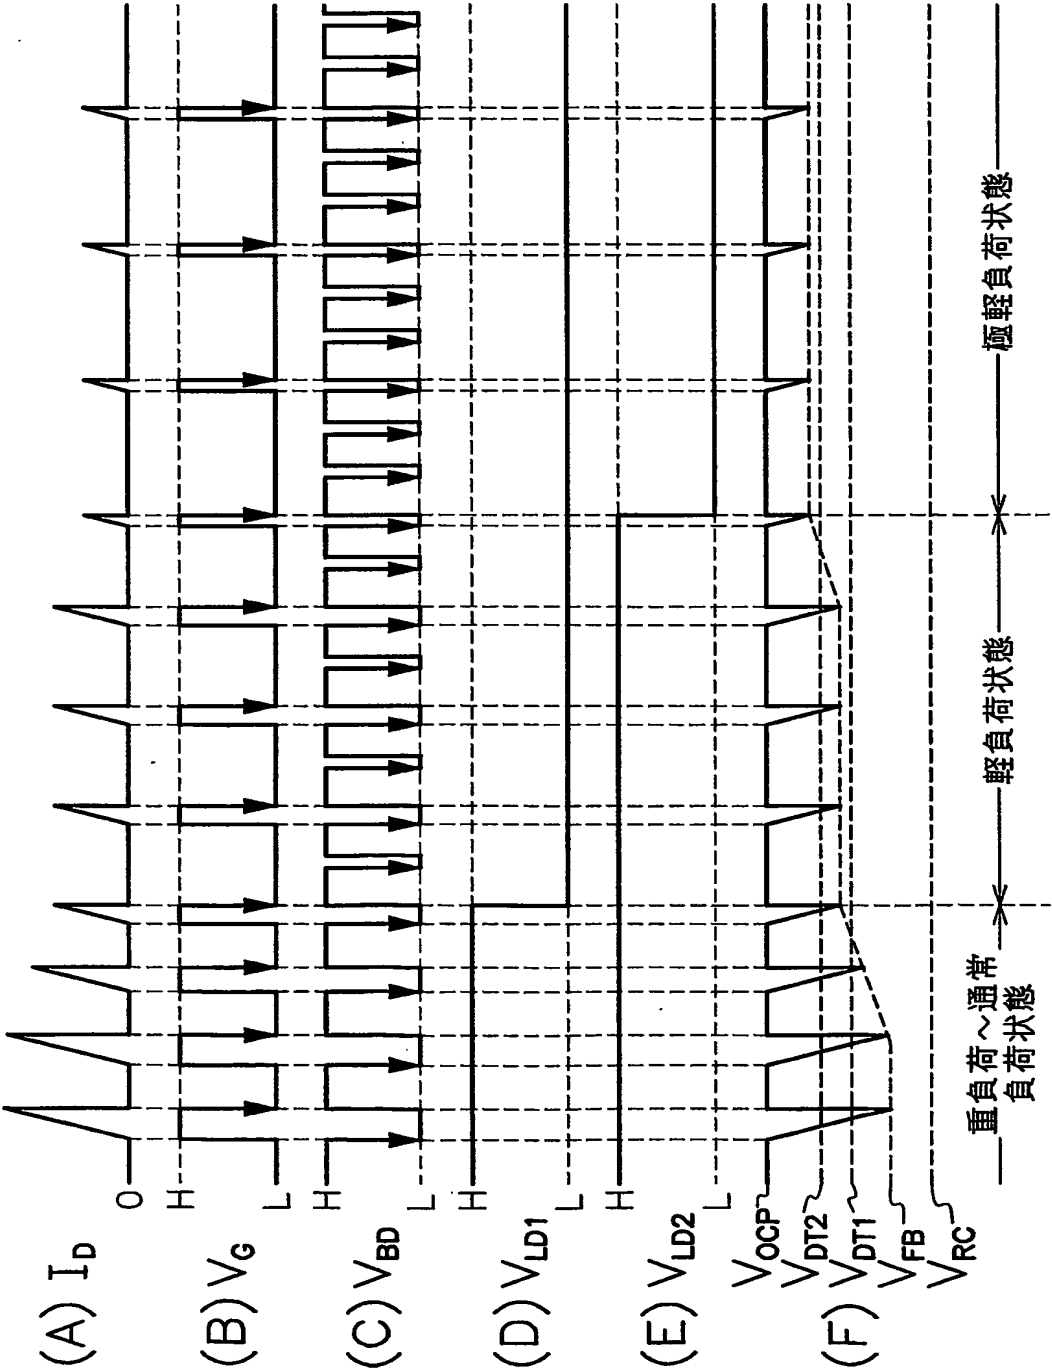 (A) I_D
0
(B) V_G
H
L
(C) V_BD
H
L
(D) V_LD1
H
L
(E) V_LD2
H
L
(F)
V_OCP
V_DT2
V_DT1
V_FB
V_RC
重負荷～通常
負荷状態
軽負荷状態
極軽負荷状態